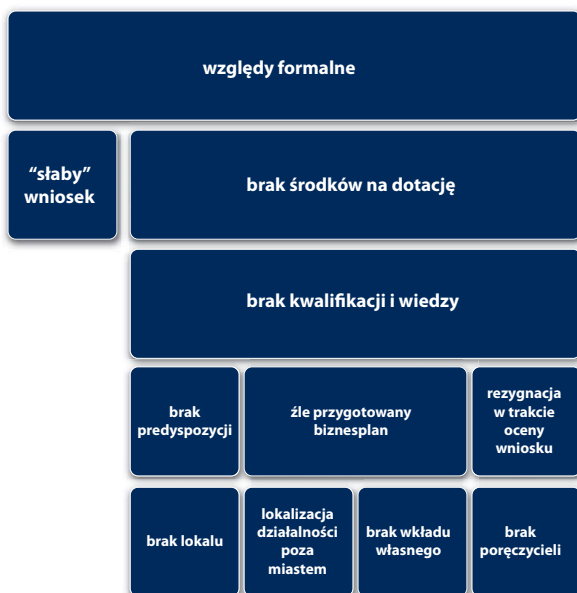 względy formalne
“słaby”
wniosek
brak środków na dotację
brak kwalifikacji i wiedzy
brak
predyspozycji
źle przygotowany
biznesplan
rezygnacja
w trakcie
oceny
wniosku
brak lokalu
lokalizacja
działalności
poza
miastem
brak wkładu
własnego
brak
poręczycieli